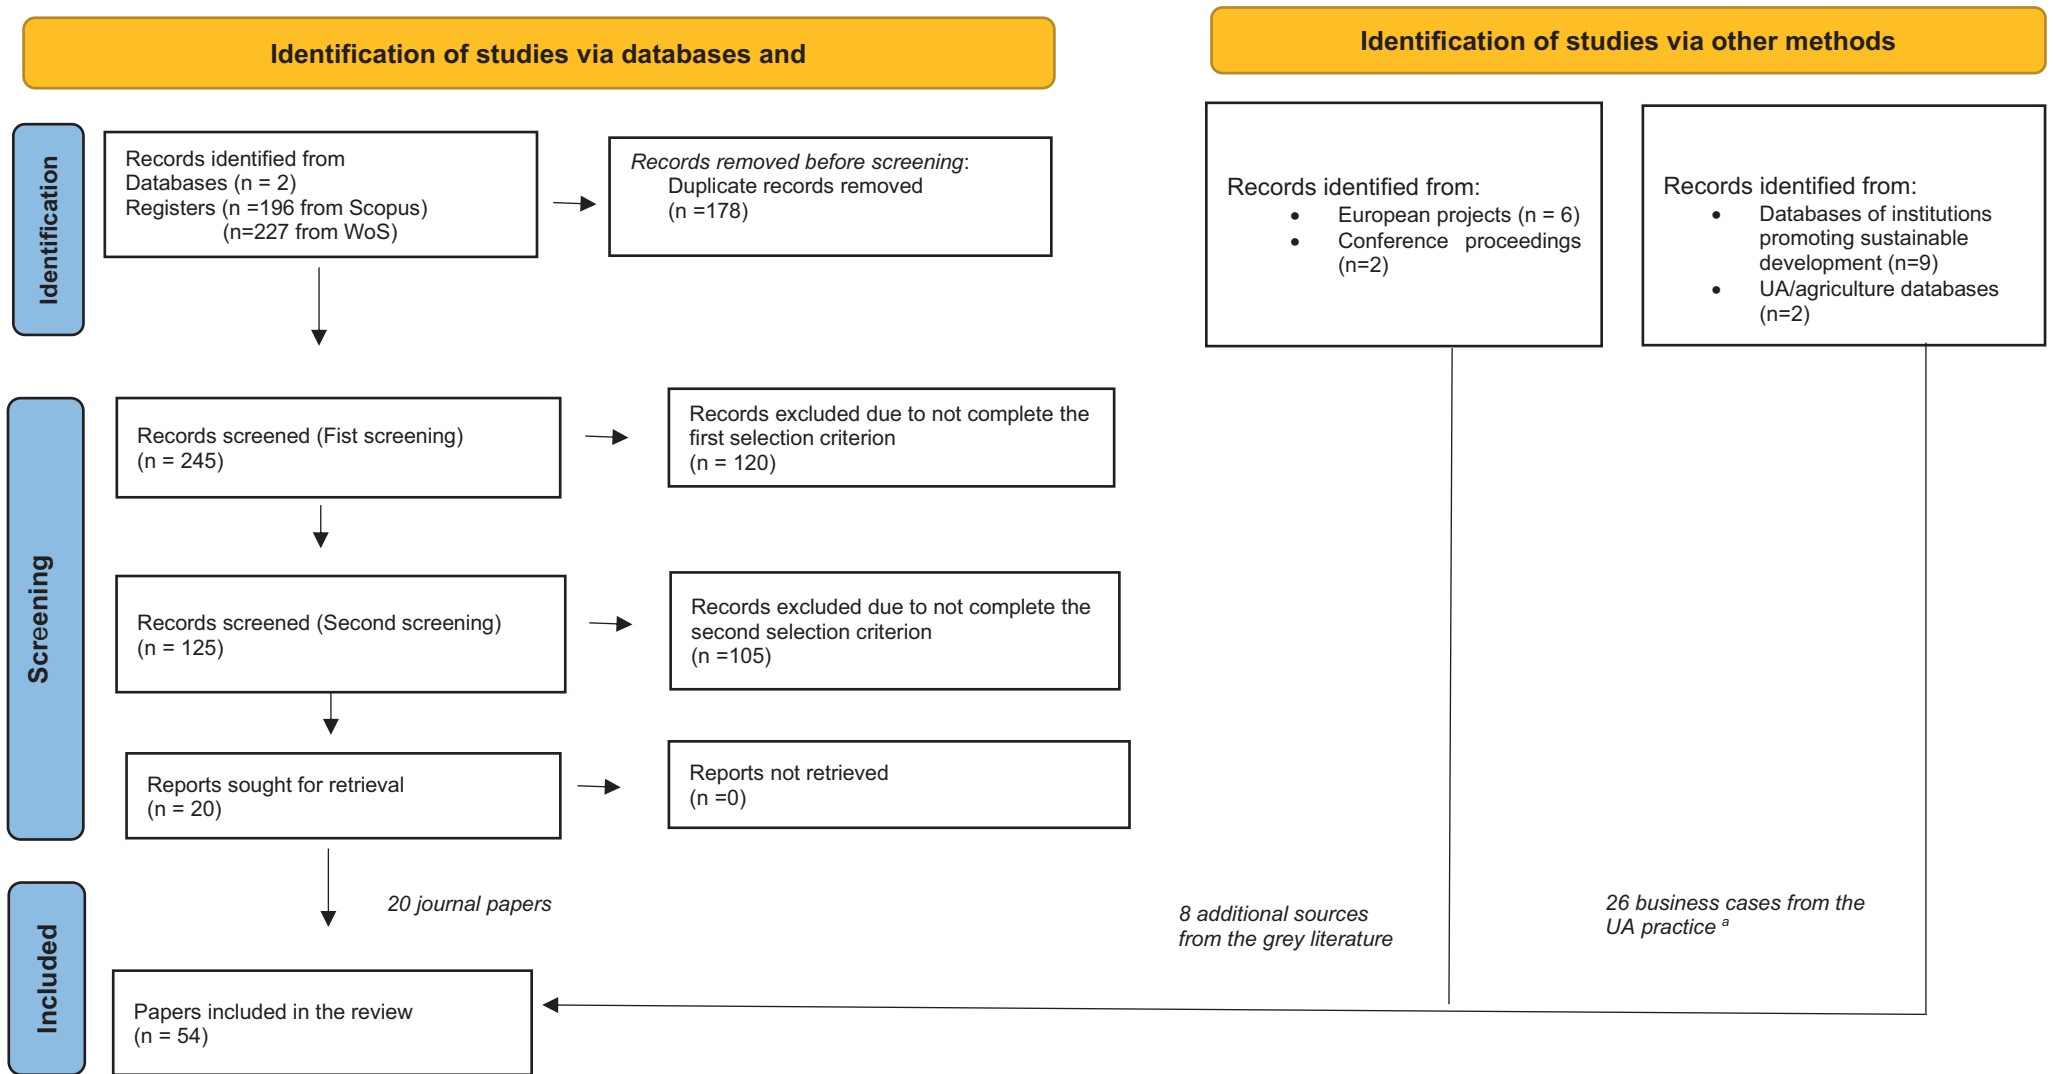 Identification of studies via databases and
Identification of studies via other methods
Identification
Records identified from
Databases (n = 2)
Registers (n =196 from Scopus)
(n=227 from WoS)
Records removed before screening:
Duplicate records removed
(n =178)
Records identified from:
• European projects (n = 6)
• Conference proceedings
(n=2)
Records identified from:
• Databases of institutions
promoting sustainable
development (n=9)
• UA/agriculture databases
(n=2)
Screening
Records screened (Fist screening)
(n = 245)
Records excluded due to not complete the
first selection criterion
(n = 120)
Records screened (Second screening)
(n = 125)
Records excluded due to not complete the
second selection criterion
(n =105)
Reports sought for retrieval
(n = 20)
Reports not retrieved
(n =0)
Included
20 journal papers
8 additional sources
from the grey literature
26 business cases from the
UA practice a
Papers included in the review
(n = 54)